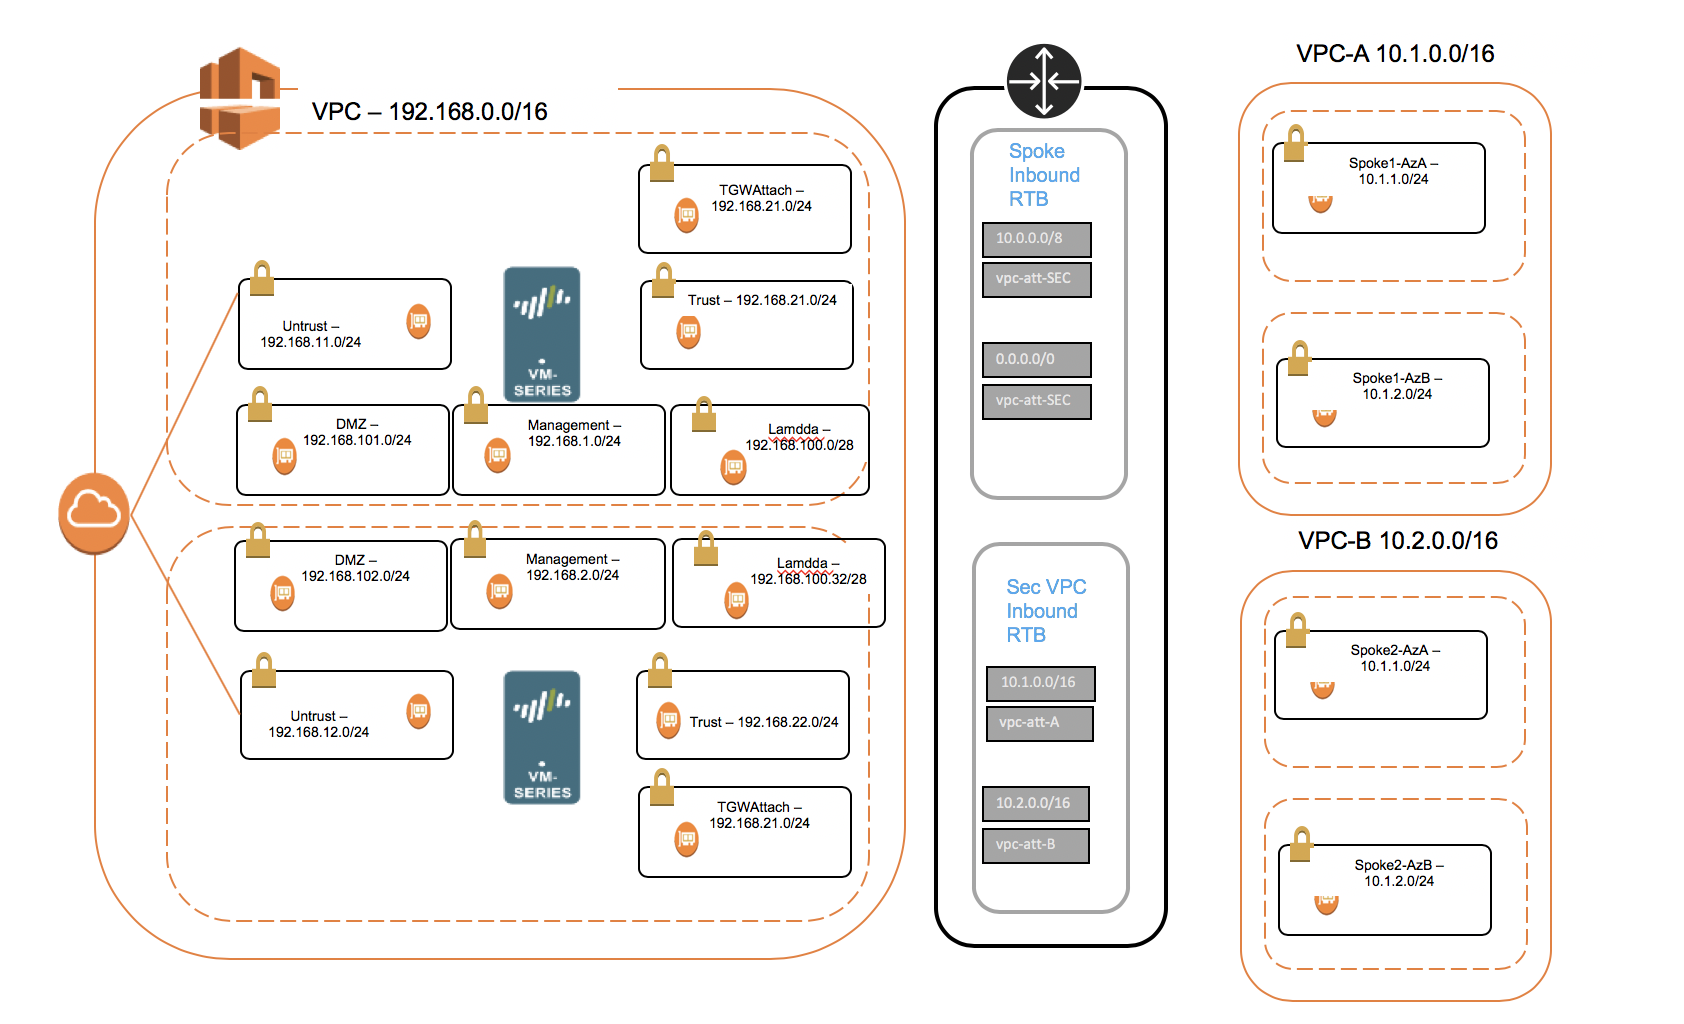 VPC – 192.168.0.0/16
TGWAttach –
192.168.21.0/24
Untrust –
192.168.11.0/24
VM-
SERIES
Trust – 192.168.21.0/24
DMZ –
192.168.101.0/24
Management –
192.168.1.0/24
Lamdda –
192.168.100.0/28
DMZ –
192.168.102.0/24
Management –
192.168.2.0/24
Lamdda –
192.168.100.32/28
Untrust –
192.168.12.0/24
VM-
SERIES
Trust – 192.168.22.0/24
TGWAttach –
192.168.21.0/24
Spoke
Inbound
RTB
10.0.0.0/8
vpc-att-SEC
0.0.0.0/0
vpc-att-SEC
Sec VPC
Inbound
RTB
10.1.0.0/16
vpc-att-A
10.2.0.0/16
vpc-att-B
VPC-A 10.1.0.0/16
Spoke1-AzA –
10.1.1.0/24
Spoke1-AzB –
10.1.2.0/24
VPC-B 10.2.0.0/16
Spoke2-AzA –
10.1.1.0/24
Spoke2-AzB –
10.1.2.0/24